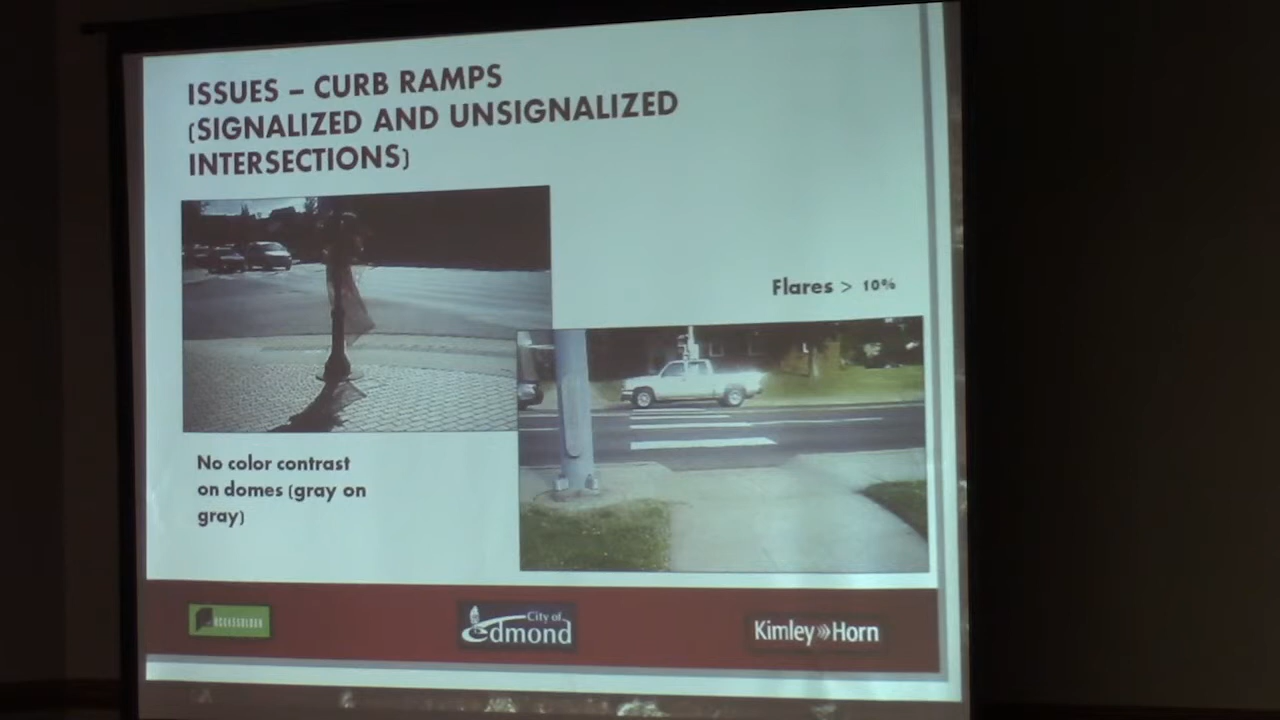 ISSUES – CURB RAMPS
(SIGNALIZED AND UNSIGNALIZED
INTERSECTIONS)
Flares > 10%
No color contrast
on domes (gray on
gray)
City of
Edmond
Kimley»Horn